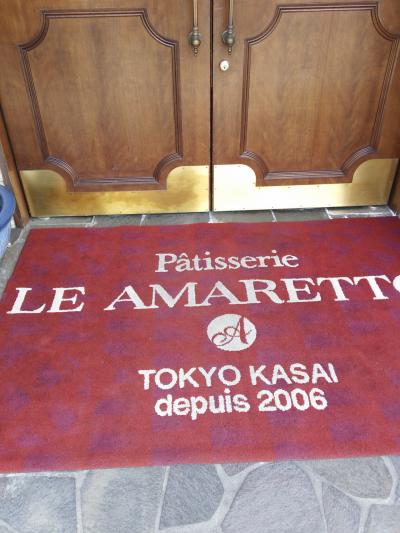 Pâtisserie
LE AMARETTO
A
TOKYO KASAI
depuis 2006